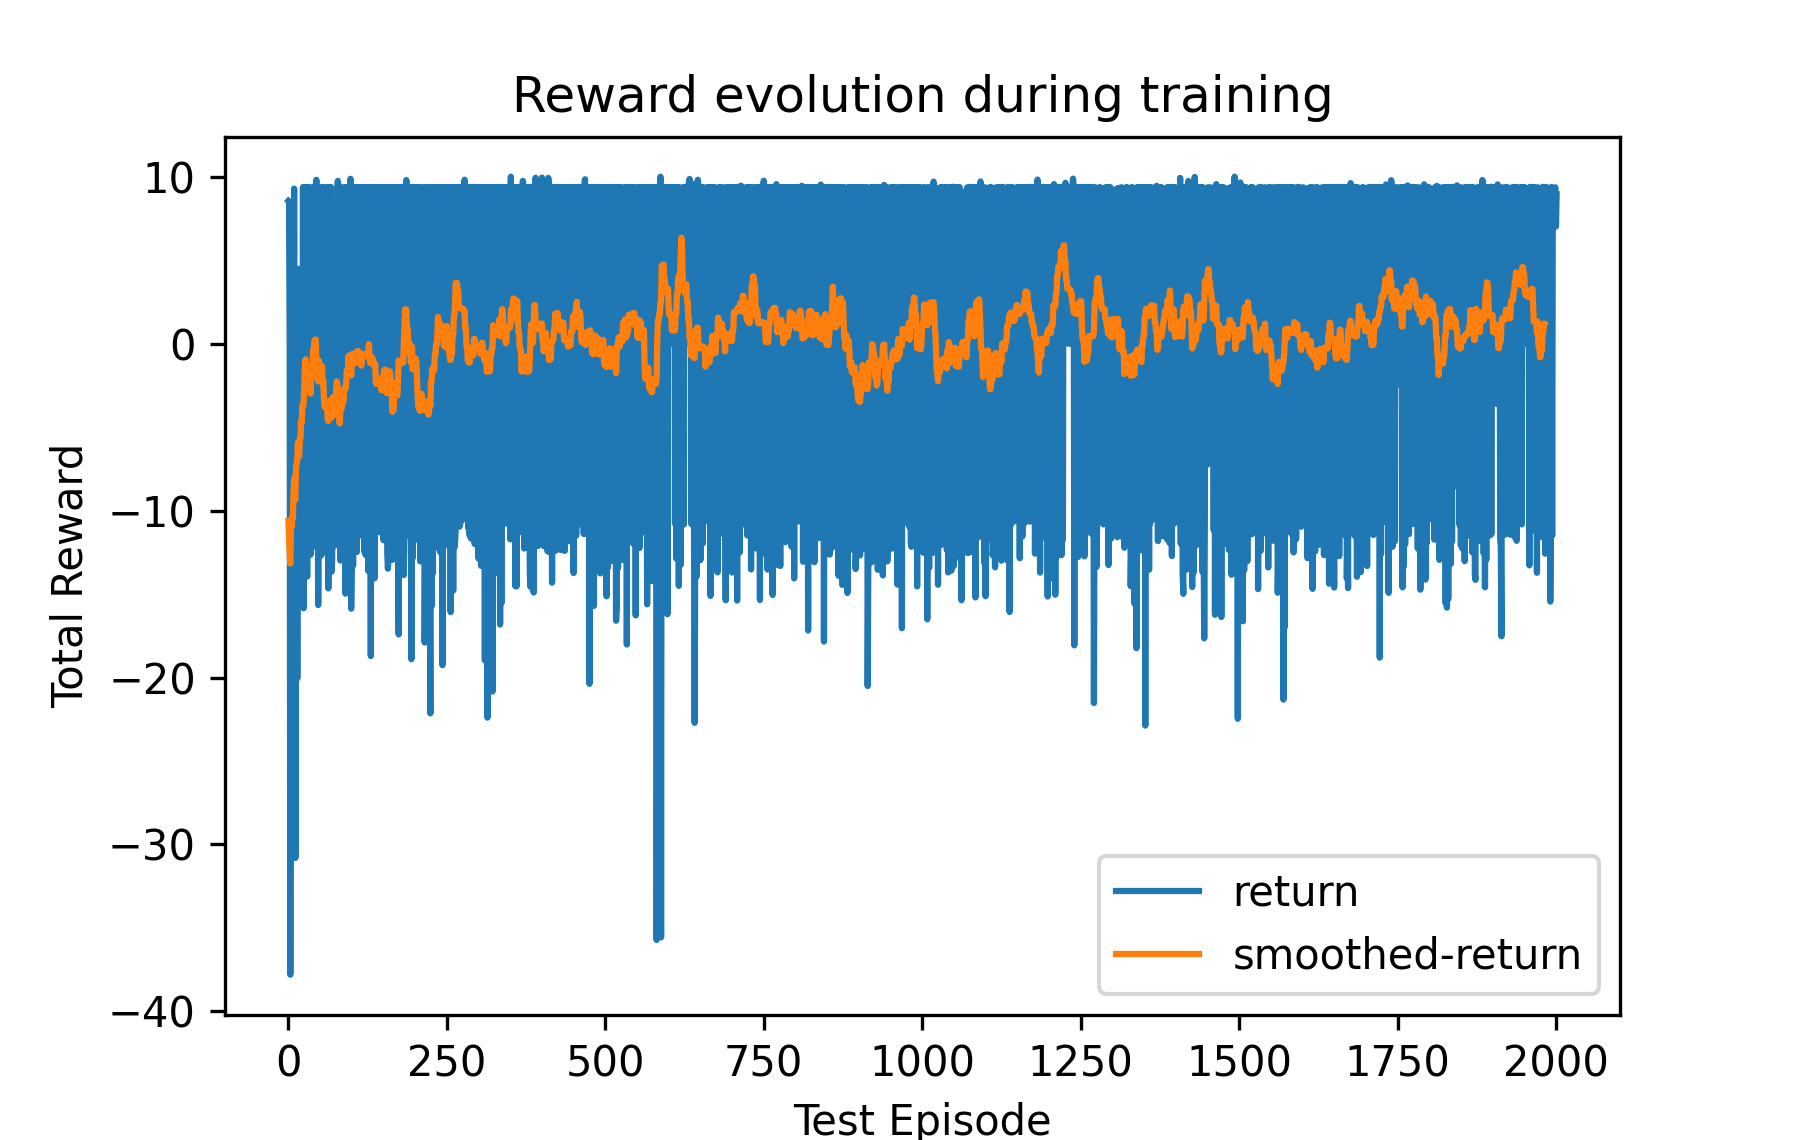 Reward evolution during training
10
0
−10
−20
−30
−40
Total Reward
return
smoothed-return
0 250 500 750 1000 1250 1500 1750 2000
Test Episode